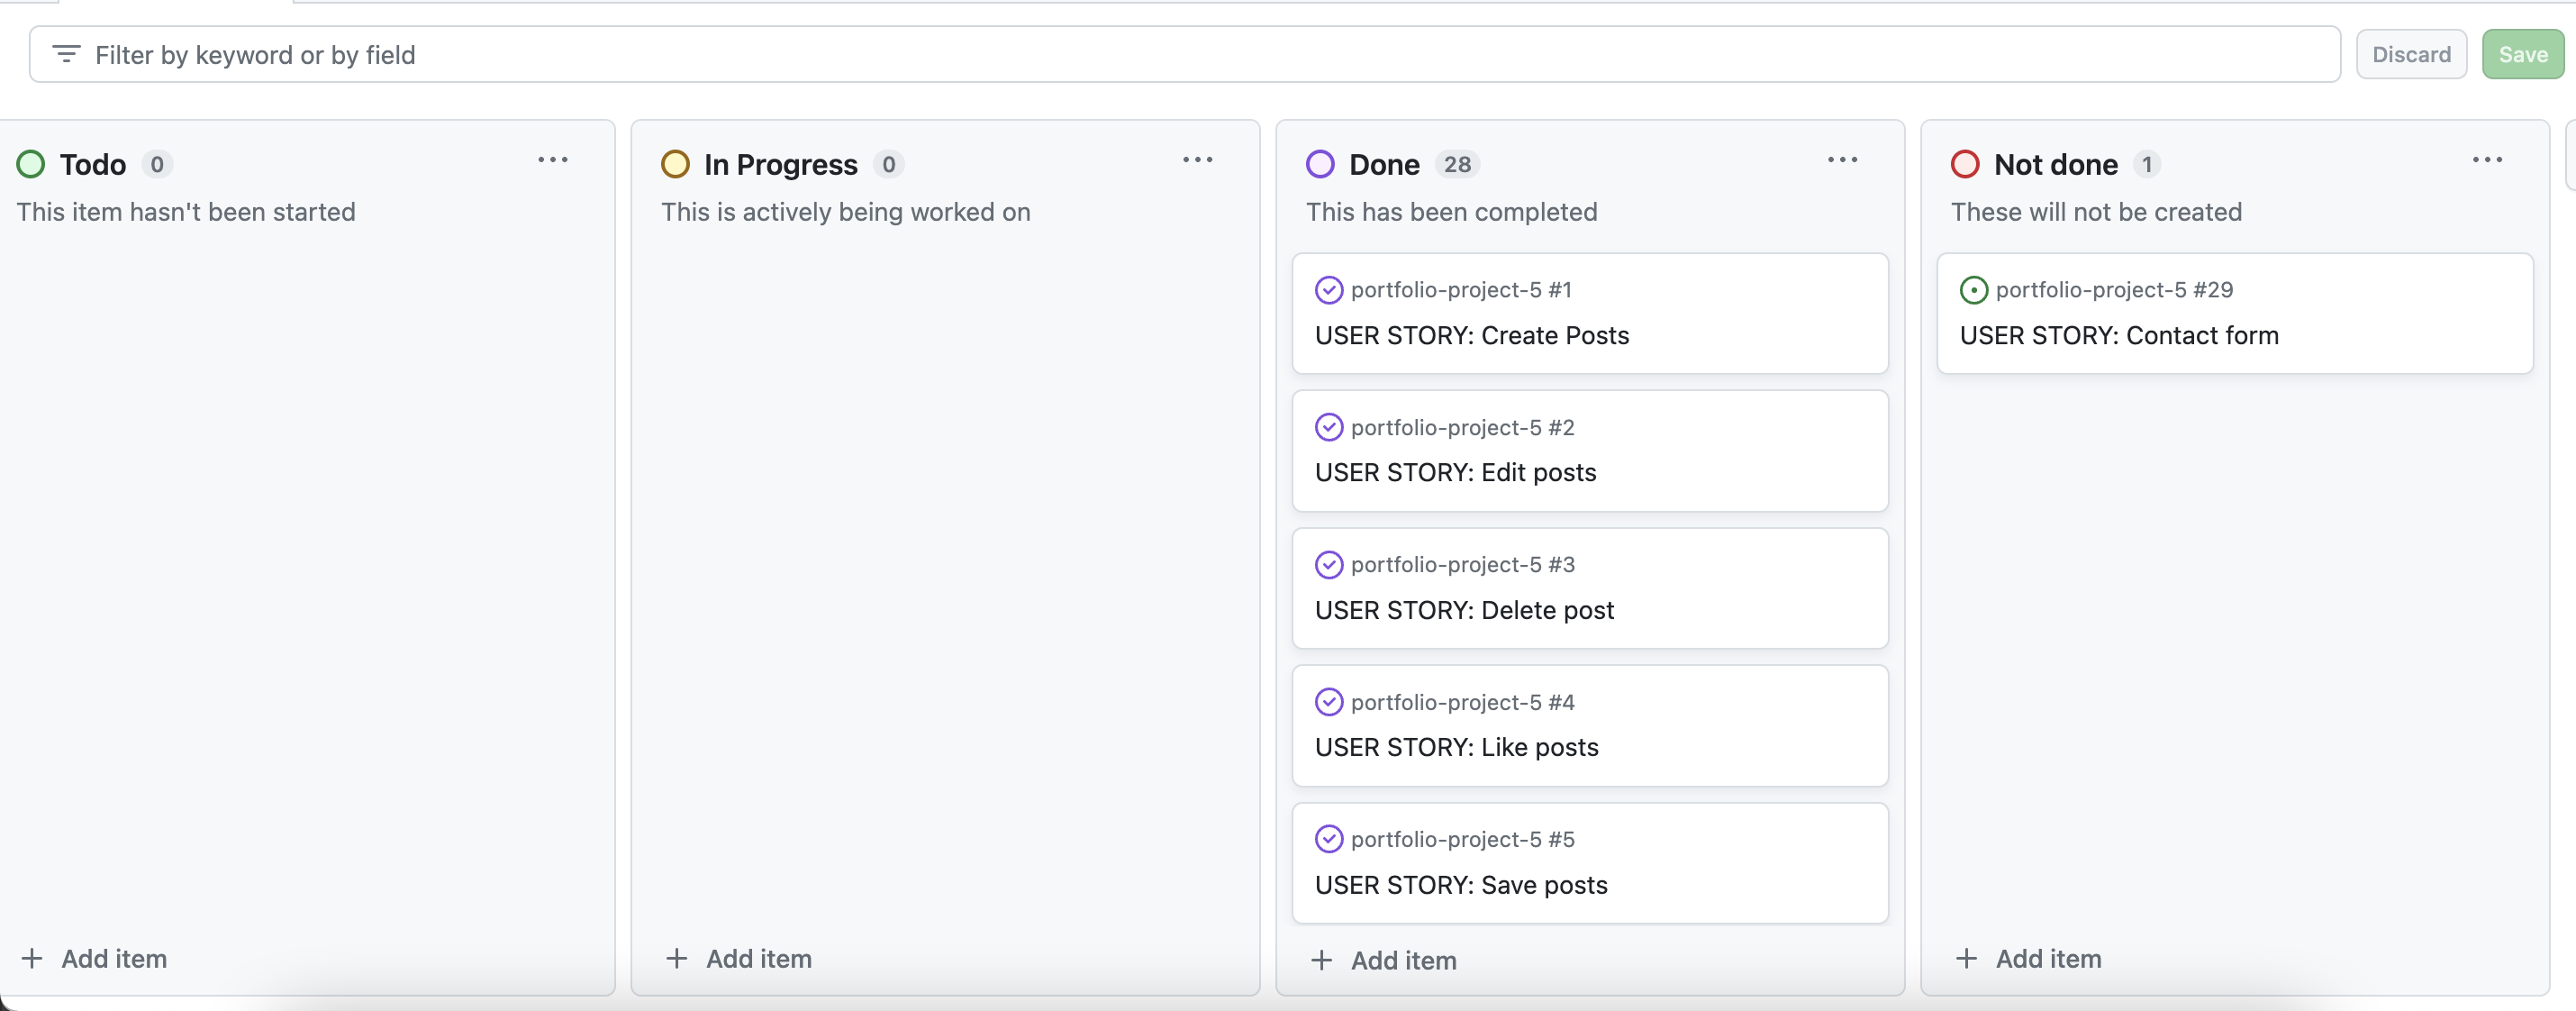 Filter by keyword or by field
Discard
Save
Todo 0
This item hasn't been started
Add item
In Progress 0
This is actively being worked on
Add item
Done 28
This has been completed
portfolio-project-5 #1
USER STORY: Create Posts
portfolio-project-5 #2
USER STORY: Edit posts
portfolio-project-5 #3
USER STORY: Delete post
portfolio-project-5 #4
USER STORY: Like posts
portfolio-project-5 #5
USER STORY: Save posts
Add item
Not done 1
These will not be created
portfolio-project-5 #29
USER STORY: Contact form
Add item